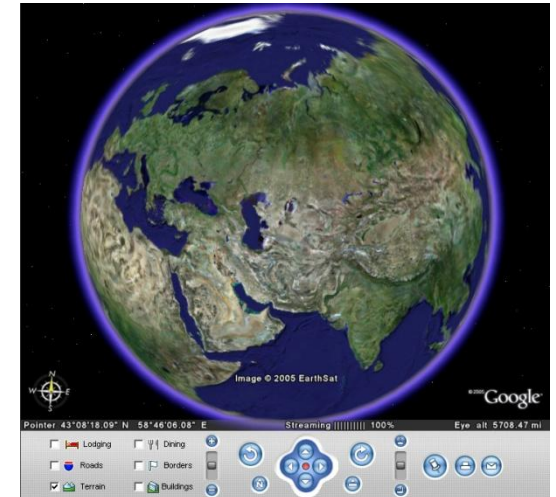 Image © 2005 EarthSat
N
W E
S
© 2005 Google
Pointer 43°08'18.09" N 58°46'06.08" E Streaming |||||||||| 100% Eye alt 5708.47 mi
Lodging Dining
Roads Borders
Terrain Buildings
N